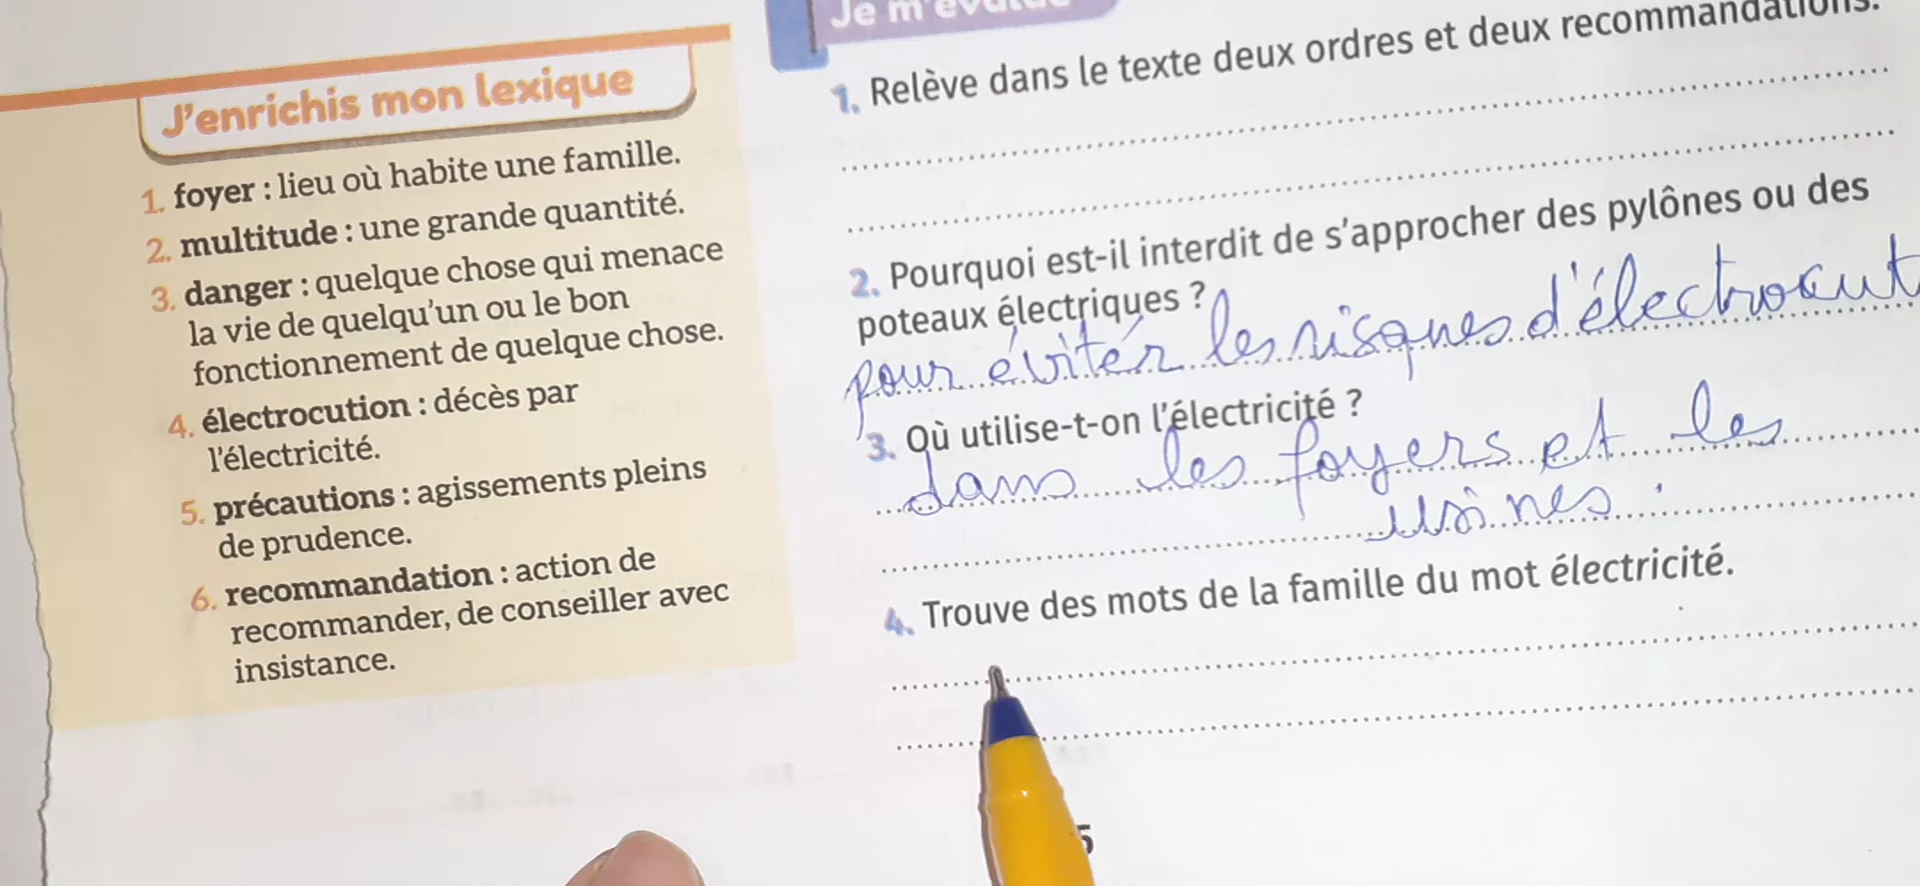 J'enrichis mon lexique
1. foyer : lieu où habite une famille.
2. multitude : une grande quantité.
3. danger : quelque chose qui menace
la vie de quelqu'un ou le bon
fonctionnement de quelque chose.
4. électrocution : décès par
l'électricité.
5. précautions : agissements pleins
de prudence.
6. recommandation : action de
recommander, de conseiller avec
insistance.
Je m'évalue
1. Relève dans le texte deux ordres et deux recommandations.
2. Pourquoi est-il interdit de s'approcher des pylônes ou des
poteaux électriques ?
pour évitér les risques d'électrocut
3. Où utilise-t-on l'électricité ?
dans les foyers et les
usines.
4. Trouve des mots de la famille du mot électricité.
5